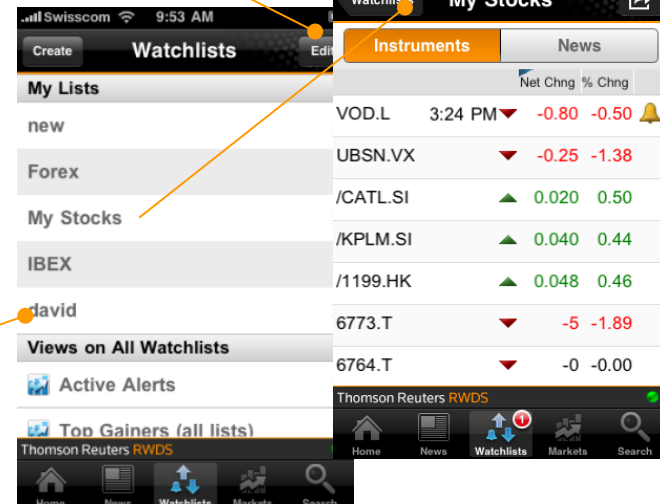 Swisscom 9:53 AM
Create Watchlists Edit
My Lists
new
Forex
My Stocks
IBEX
david
Views on All Watchlists
Active Alerts
Top Gainers (all lists)
Thomson Reuters RWDS
Home News Watchlists Markets Search
Watchlists My Stocks
Instruments News
Net Chng % Chng
VOD.L 3:24 PM -0.80 -0.50
UBSN.VX -0.25 -1.38
/CATL.SI 0.020 0.50
/KPLM.SI 0.040 0.44
/1199.HK 0.048 0.46
6773.T -5 -1.89
6764.T -0 -0.00
Thomson Reuters RWDS
1
Home News Watchlists Markets Search